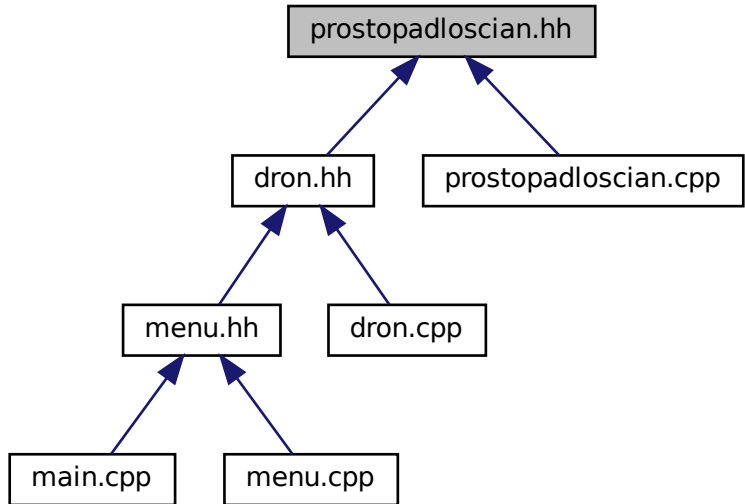 prostopadloscian.hh
dron.hh
prostopadloscian.cpp
menu.hh
dron.cpp
main.cpp
menu.cpp